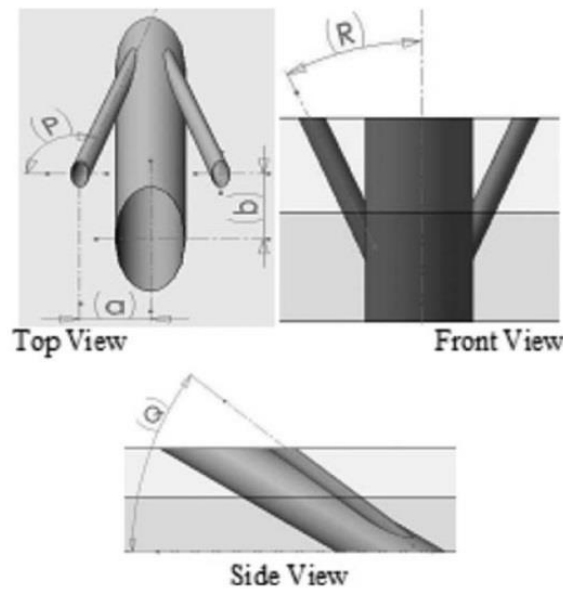 (P)
(b)
(a)
Top View
(R)
Front View
(Q)
Side View